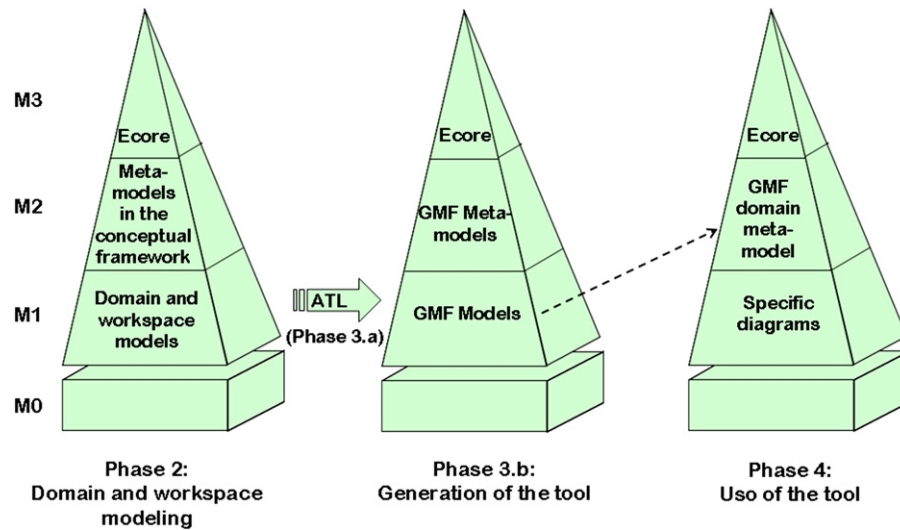 M3
M2
M1
M0
Ecore
Meta-
models
in the
conceptual
framework
Domain and
workspace
models
Phase 2:
Domain and workspace
modeling
ATL
(Phase 3.a)
Ecore
GMF Meta-
models
GMF Models
Phase 3.b:
Generation of the tool
Ecore
GMF
domain
meta-
model
Specific
diagrams
Phase 4:
Uso of the tool